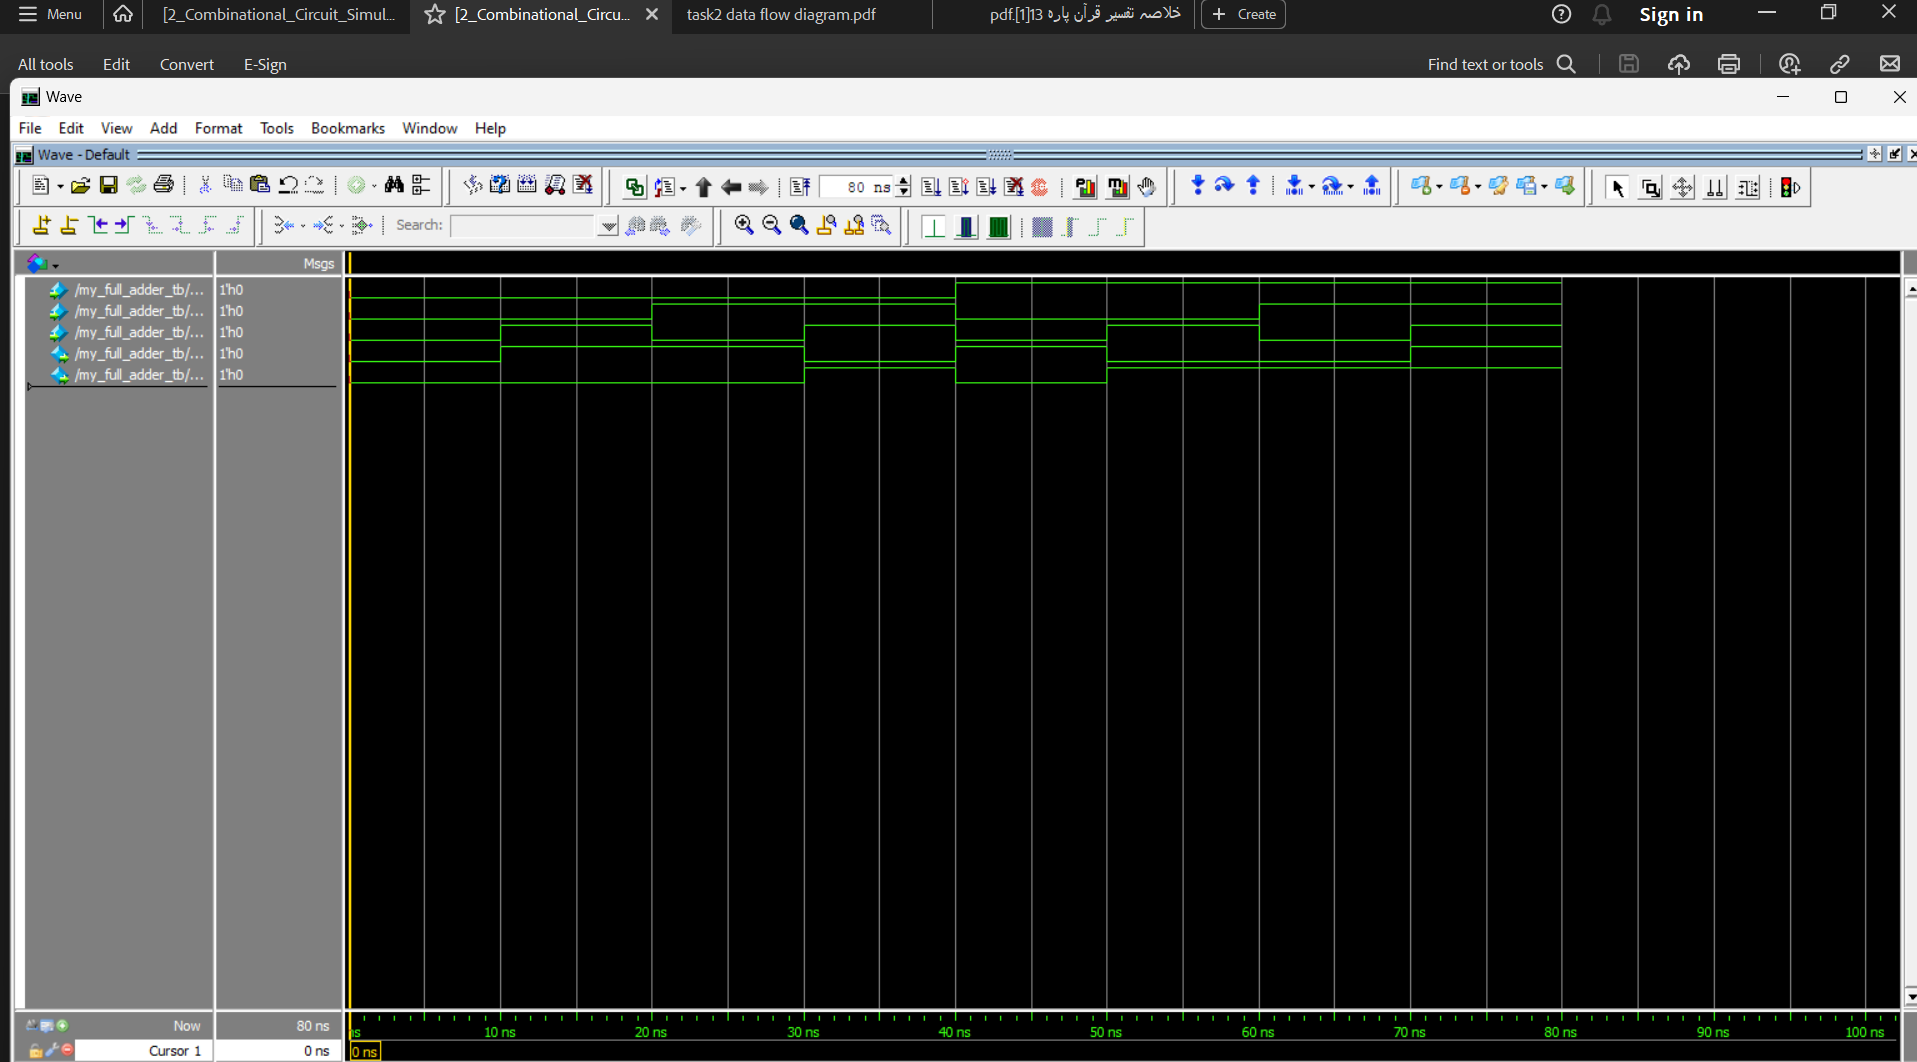 Menu [2_Combinational_Circuit_Simul... [2_Combinational_Circu... task2 data flow diagram.pdf خلاصہ تفسیر قرآن پارہ 13[1].pdf Create Sign in
All tools Edit Convert E-Sign Find text or tools
Wave
File Edit View Add Format Tools Bookmarks Window Help
Wave - Default
80 ns
Search:
Msgs
/my_full_adder_tb/... 1'h0
/my_full_adder_tb/... 1'h0
/my_full_adder_tb/... 1'h0
/my_full_adder_tb/... 1'h0
/my_full_adder_tb/... 1'h0
Now 80 ns ns 10 ns 20 ns 30 ns 40 ns 50 ns 60 ns 70 ns 80 ns 90 ns 100 ns
Cursor 1 0 ns 0 ns